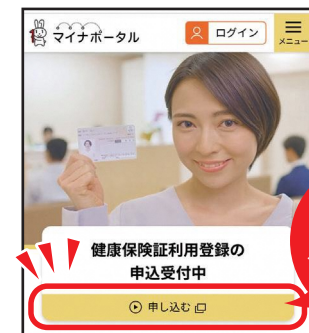 マイナポータル
ログイン
メニュー
健康保険証利用登録の
申込受付中
申し込む